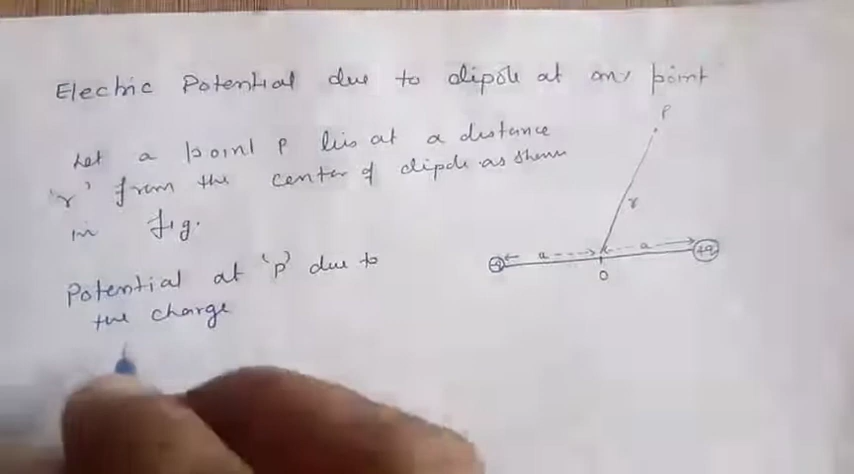 Electric Potential due to dipole at any point
Let a point P lies at a distance
'r' from the center of dipole as shown
in fig.
Potential at 'P' due to
the charge
P
r
-q a a +q
O